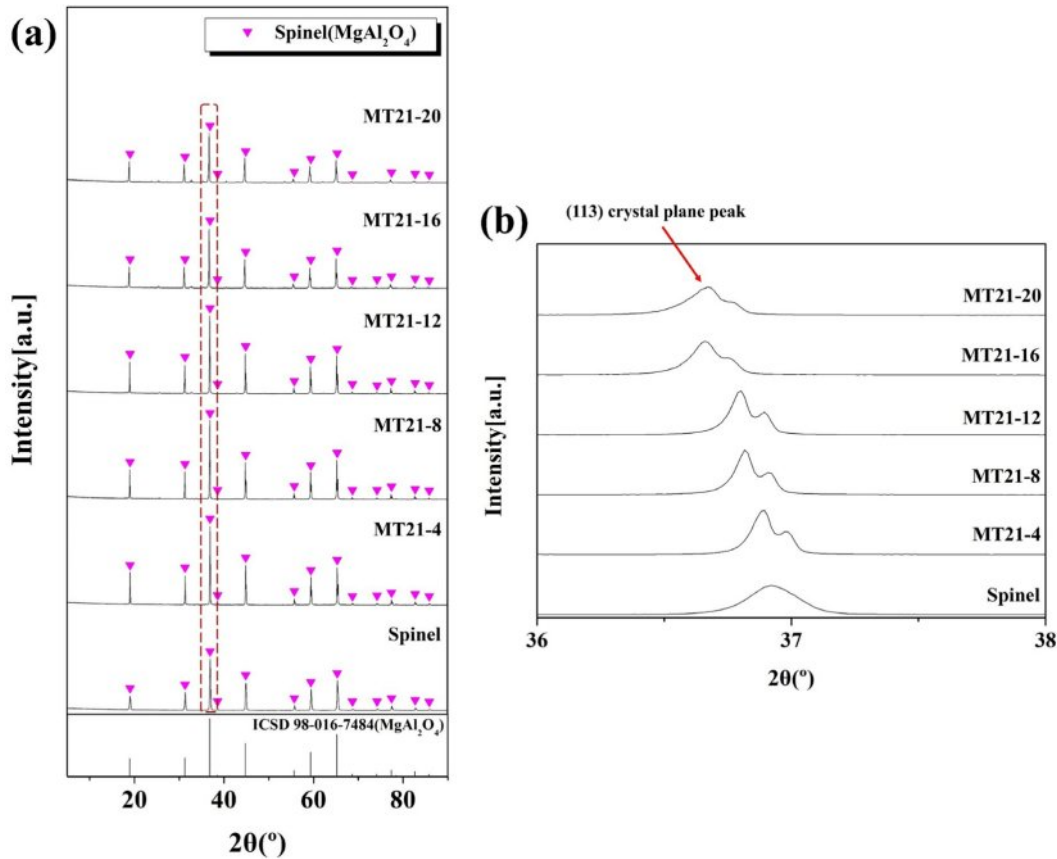 (a)
▼ Spinel(MgAl₂O₄)
MT21-20
MT21-16
MT21-12
MT21-8
MT21-4
Spinel
ICSD 98-016-7484(MgAl₂O₄)
Intensity[a.u.]
20 40 60 80
2θ(º)
(b)
(113) crystal plane peak
MT21-20
MT21-16
MT21-12
MT21-8
MT21-4
Spinel
Intensity[a.u.]
36 37 38
2θ(º)